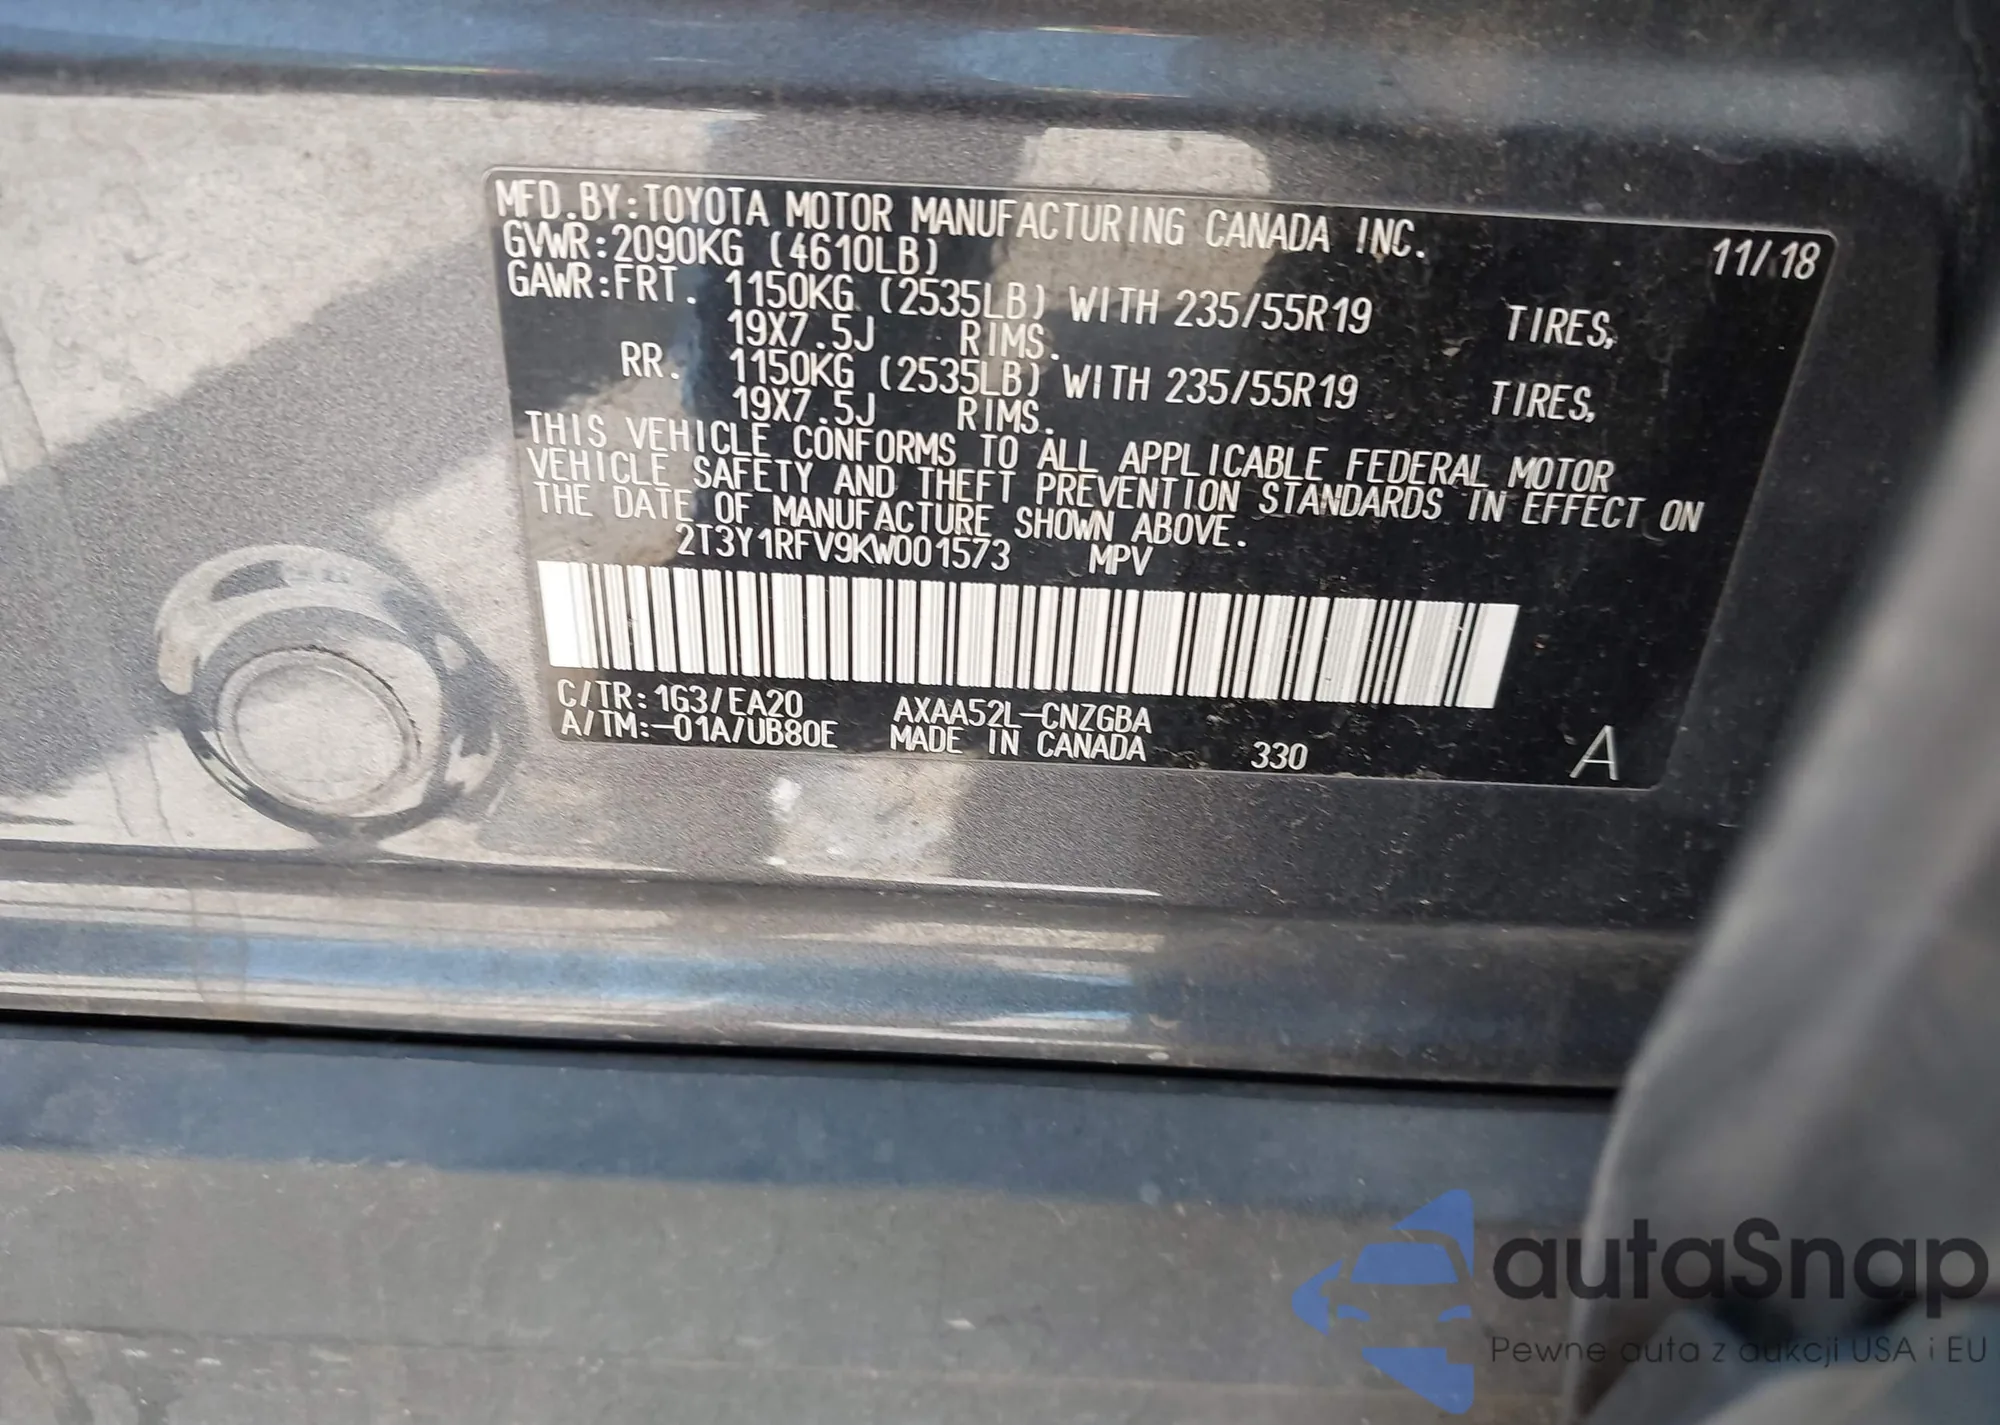 MFD.BY:TOYOTA MOTOR MANUFACTURING CANADA INC. 11/18
GVWR:2090KG (4610LB)
GAWR:FRT. 1150KG (2535LB) WITH 235/55R19 TIRES,
19X7.5J RIMS.
RR. 1150KG (2535LB) WITH 235/55R19 TIRES,
19X7.5J RIMS.
THIS VEHICLE CONFORMS TO ALL APPLICABLE FEDERAL MOTOR
VEHICLE SAFETY AND THEFT PREVENTION STANDARDS IN EFFECT ON
THE DATE OF MANUFACTURE SHOWN ABOVE.
2T3Y1RFV9KW001573 MPV
C/TR:1G3/EA20 AXAA52L-CNZGBA
A/TM:-01A/UB80E MADE IN CANADA 330 A
autaSnap
Pewne auta z aukcji USA i EU